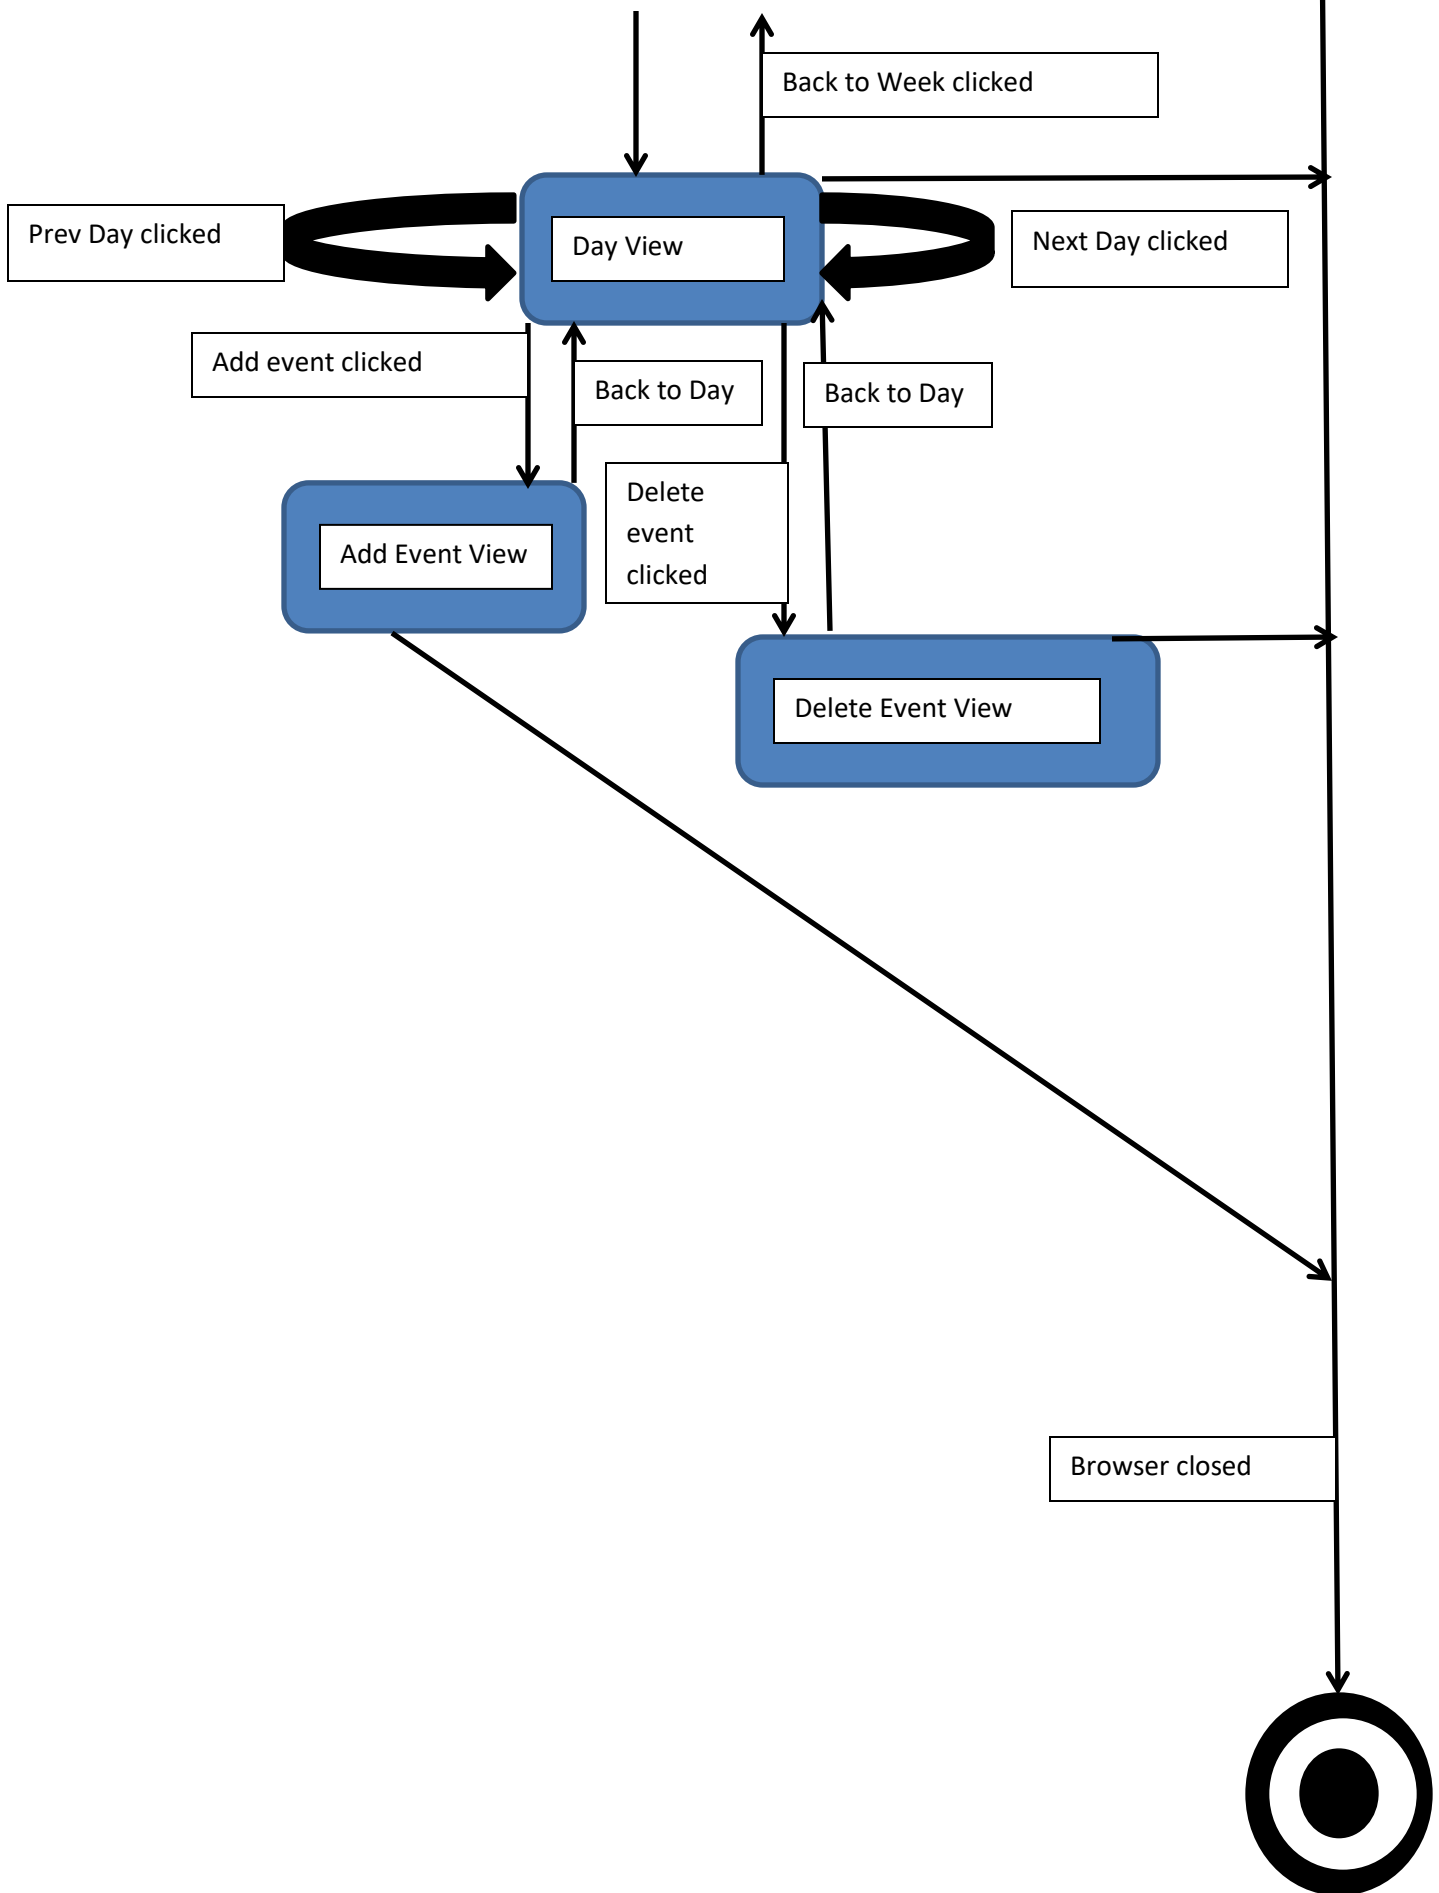 Back to Week clicked
Prev Day clicked
Day View
Next Day clicked
Add event clicked
Back to Day
Back to Day
Delete
event
clicked
Add Event View
Delete Event View
Browser closed